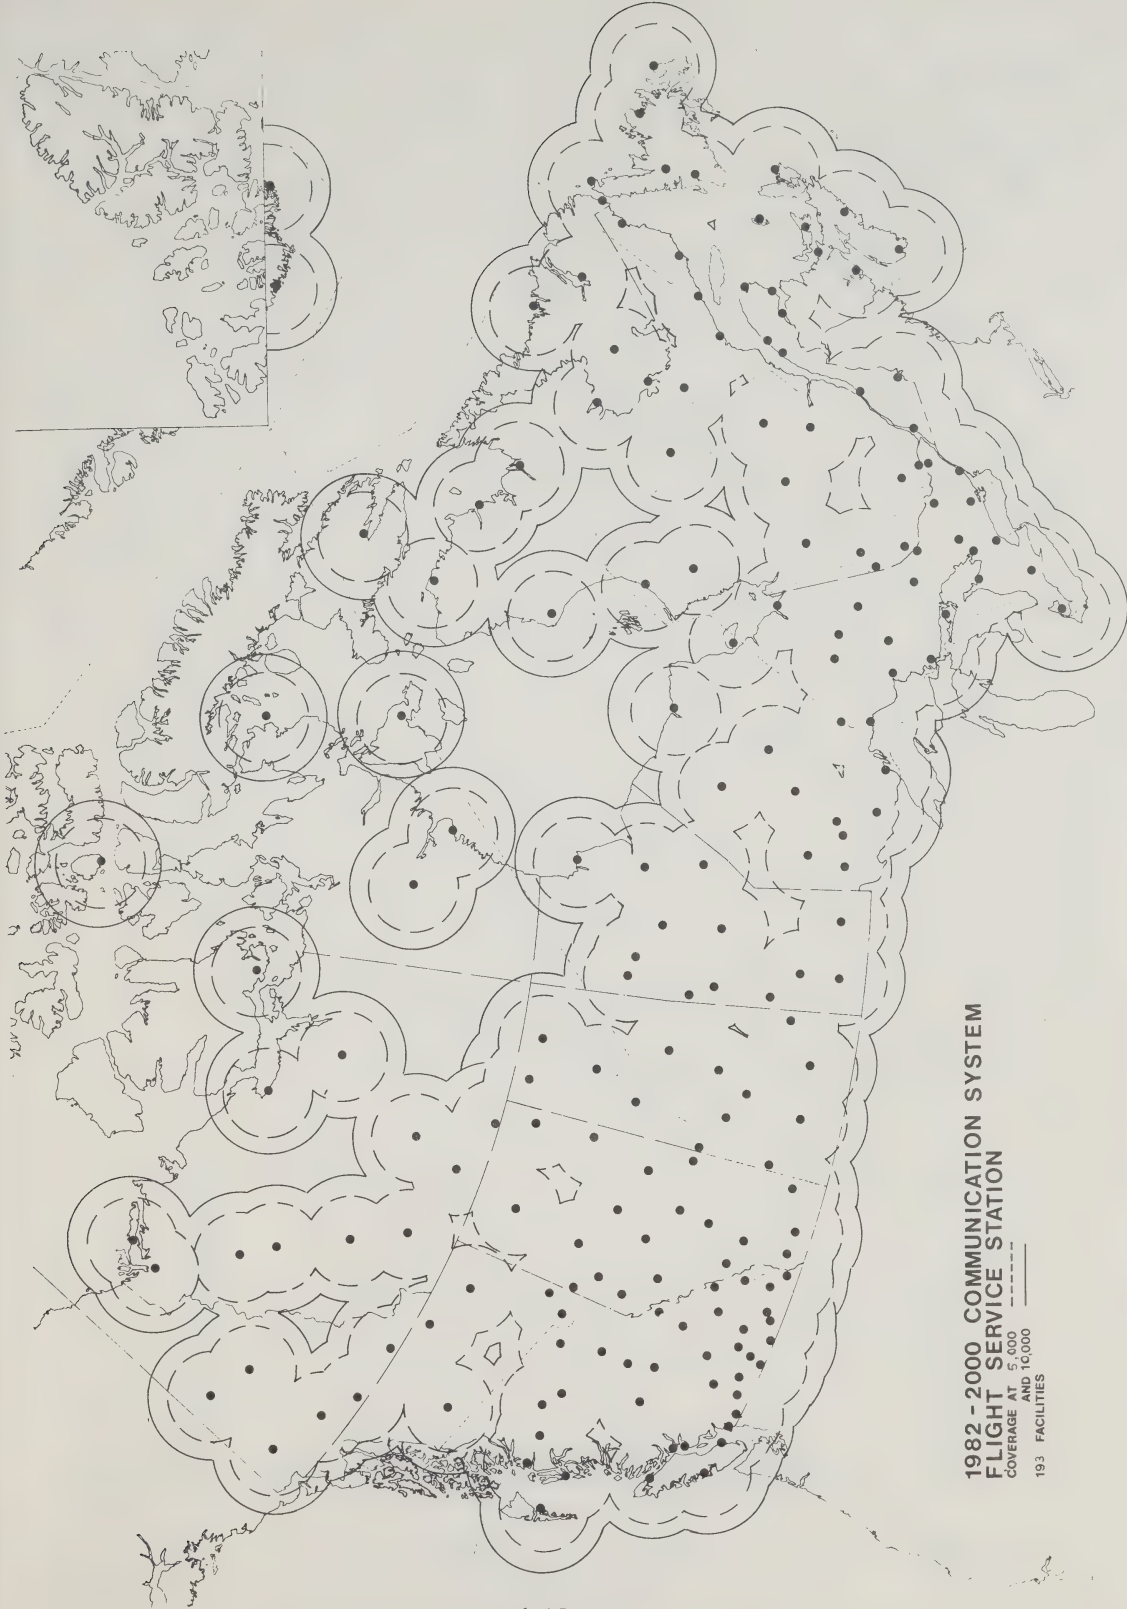 1982 - 2000 COMMUNICATION SYSTEM
FLIGHT SERVICE STATION
COVERAGE AT 5,000 ------
AND 10,000 ———
193 FACILITIES